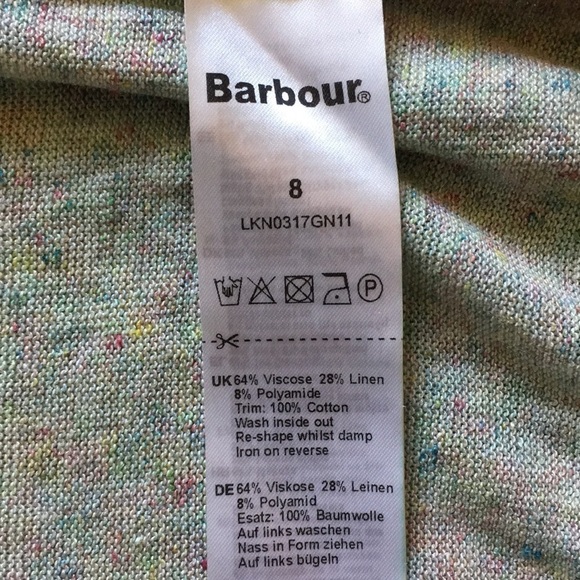 Barbour®
8
LKN0317GN11
P
UK 64% Viscose 28% Linen
8% Polyamide
Trim: 100% Cotton
Wash inside out
Re-shape whilst damp
Iron on reverse
DE 64% Viskose 28% Leinen
8% Polyamid
Esatz: 100% Baumwolle
Auf links waschen
Nass in Form ziehen
Auf links bügeln